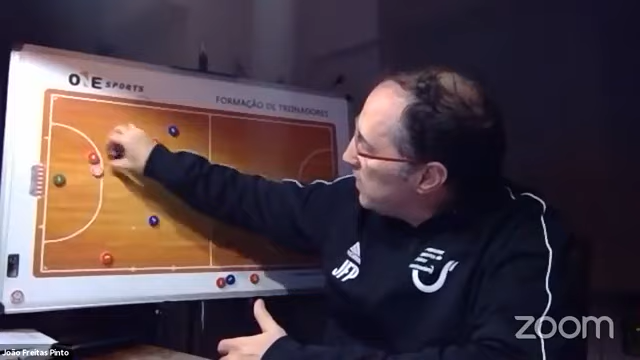 ONE SPORTS
FORMAÇÃO DE TREINADORES
JFP
João Freitas Pinto
zoom